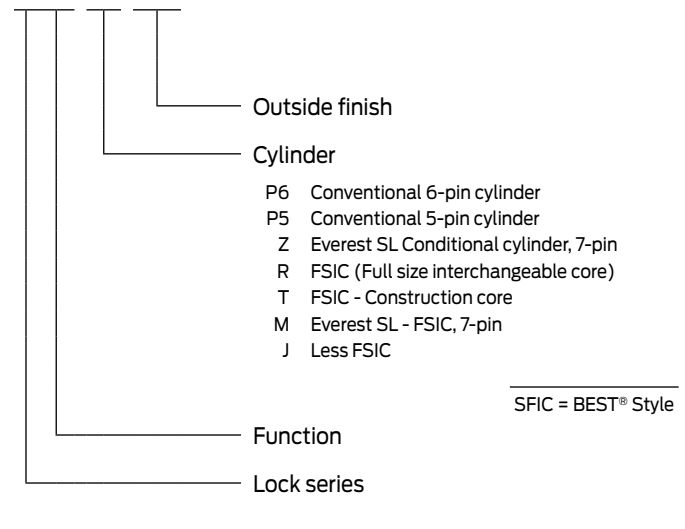 Outside finish
Cylinder
P6 Conventional 6-pin cylinder
P5 Conventional 5-pin cylinder
Z Everest SL Conditional cylinder, 7-pin
R FSIC (Full size interchangeable core)
T FSIC - Construction core
M Everest SL - FSIC, 7-pin
J Less FSIC
SFIC = BEST® Style
Function
Lock series